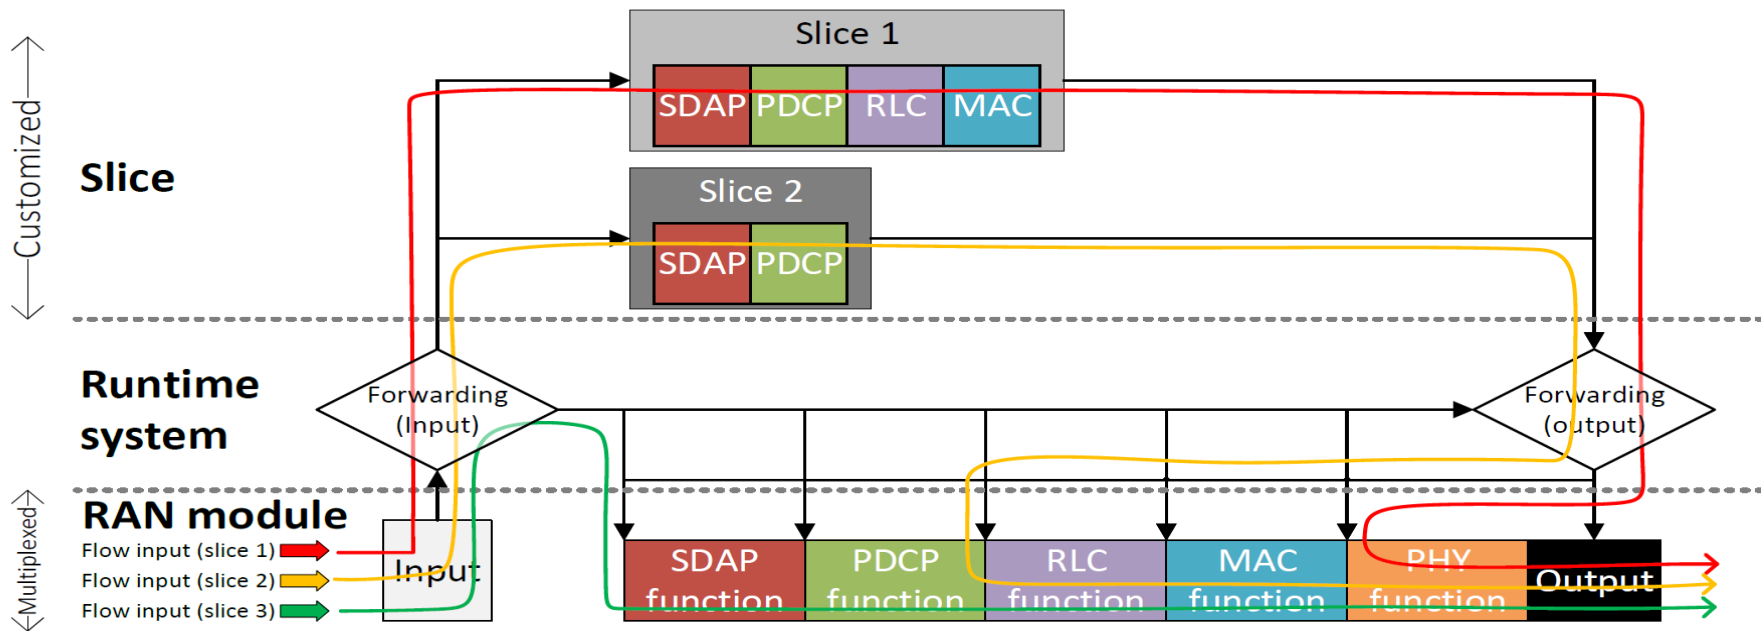 Customized
Slice
Slice 1
SDAP PDCP RLC MAC
Slice 2
SDAP PDCP
Runtime
system
Forwarding
(Input)
Forwarding
(output)
Multiplexed
RAN module
Flow input (slice 1)
Flow input (slice 2)
Flow input (slice 3)
Input
SDAP
function
PDCP
function
RLC
function
MAC
function
PHY
function
Output